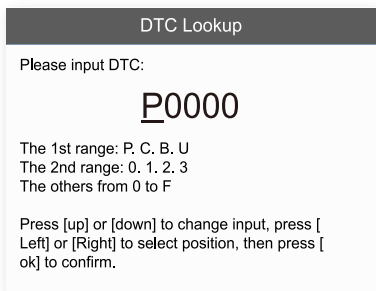 DTC Lookup
Please input DTC:
P0000
The 1st range: P. C. B. U
The 2nd range: 0. 1. 2. 3
The others from 0 to F
Press [up] or [down] to change input, press [
Left] or [Right] to select position, then press [
ok] to confirm.